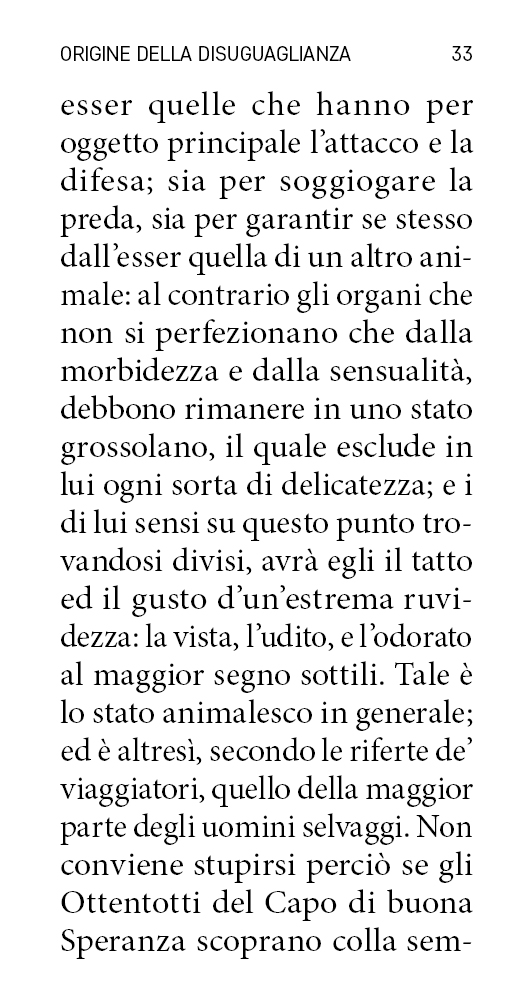 ORIGINE DELLA DISUGUAGLIANZA 33
esser quelle che hanno per
oggetto principale l’attacco e la
difesa; sia per soggiogare la
preda, sia per garantir se stesso
dall’esser quella di un altro ani-
male: al contrario gli organi che
non si perfezionano che dalla
morbidezza e dalla sensualità,
debbono rimanere in uno stato
grossolano, il quale esclude in
lui ogni sorta di delicatezza; e i
di lui sensi su questo punto tro-
vandosi divisi, avrà egli il tatto
ed il gusto d’un’estrema ruvi-
dezza: la vista, l’udito, e l’odorato
al maggior segno sottili. Tale è
lo stato animalesco in generale;
ed è altresì, secondo le riferte de’
viaggiatori, quello della maggior
parte degli uomini selvaggi. Non
conviene stupirsi perciò se gli
Ottentotti del Capo di buona
Speranza scoprano colla sem-